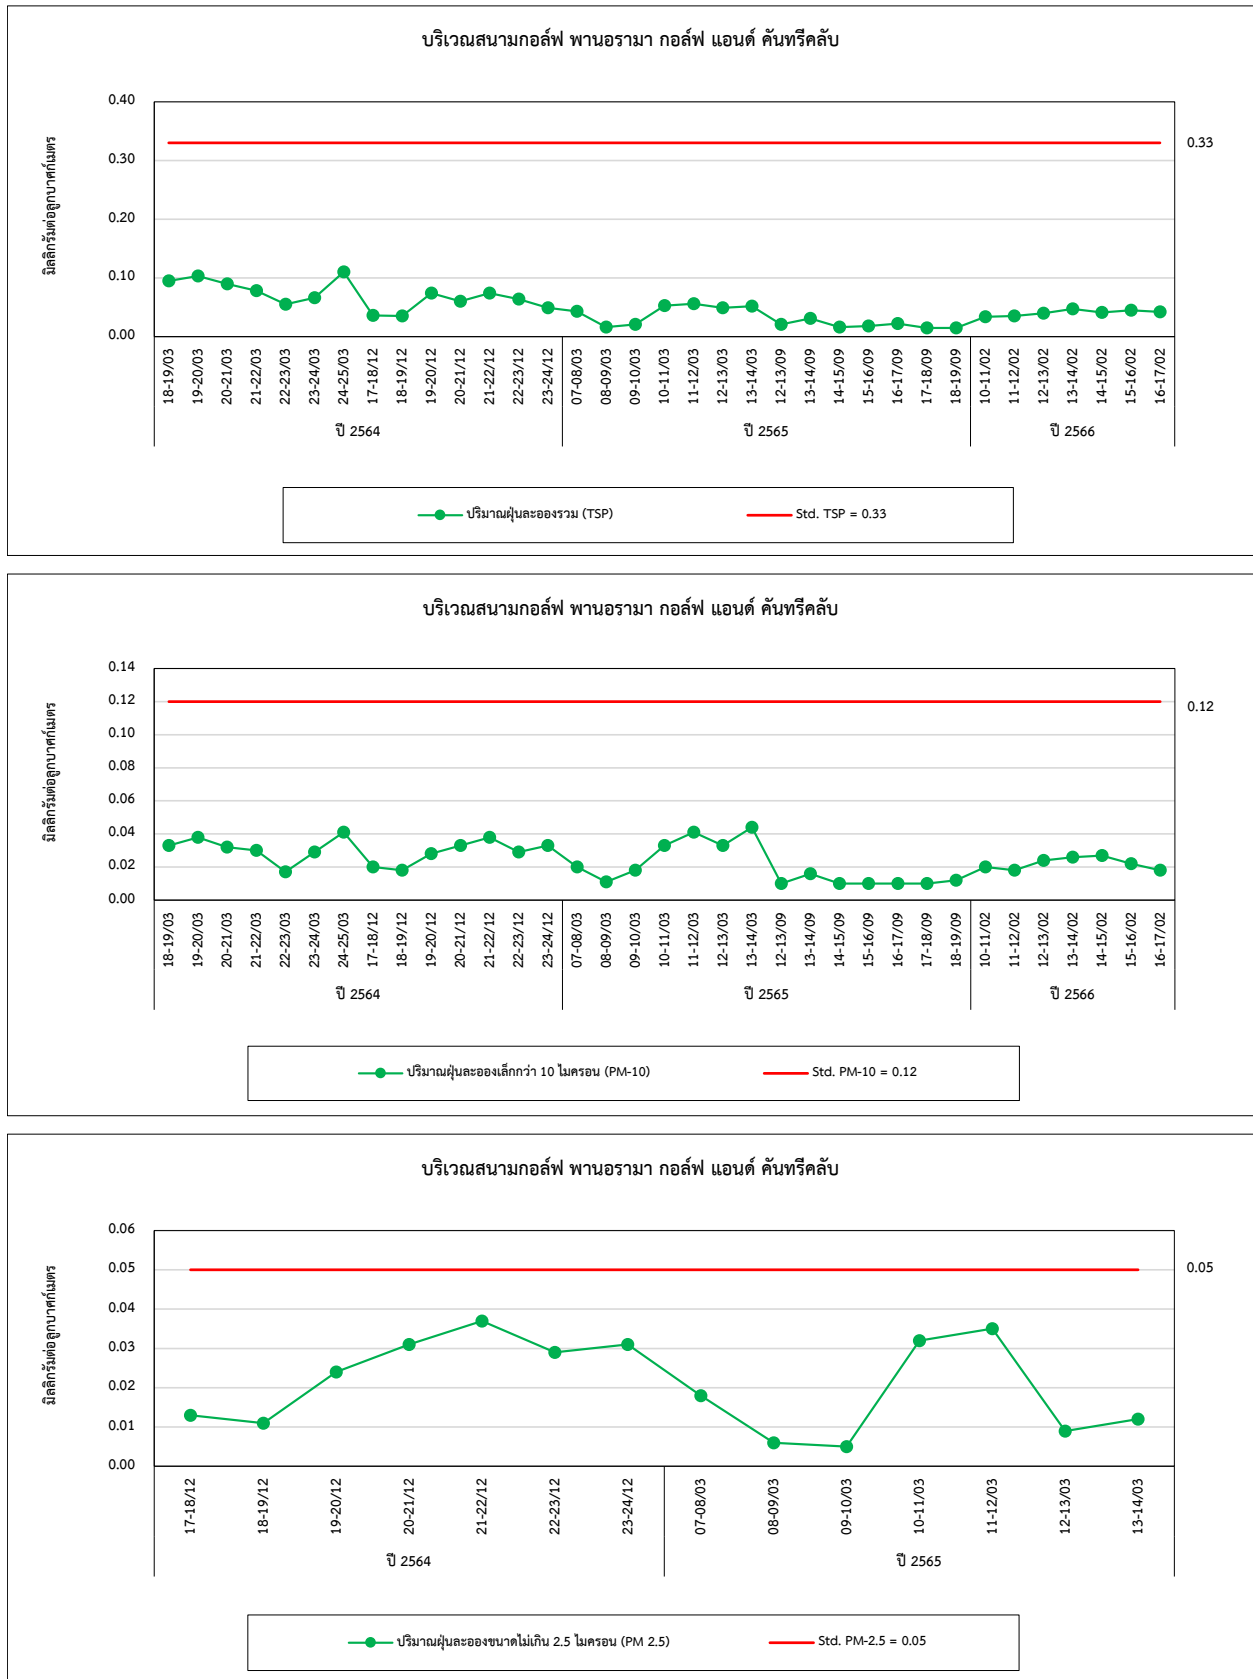 บริเวณสนามกอล์ฟ พานอรามา กอล์ฟ แอนด์ คันทรีคลับ
มิลลิกรัมต่อลูกบาศก์เมตร
0.40
0.30
0.20
0.10
0.00
0.33
18-19/03 19-20/03 20-21/03 21-22/03 22-23/03 23-24/03 24-25/03 17-18/12 18-19/12 19-20/12 20-21/12 21-22/12 22-23/12 23-24/12 07-08/03 08-09/03 09-10/03 10-11/03 11-12/03 12-13/03 13-14/03 12-13/09 13-14/09 14-15/09 15-16/09 16-17/09 17-18/09 18-19/09 10-11/02 11-12/02 12-13/02 13-14/02 14-15/02 15-16/02 16-17/02
ปี 2564 ปี 2565 ปี 2566
ปริมาณฝุ่นละอองรวม (TSP) Std. TSP = 0.33
บริเวณสนามกอล์ฟ พานอรามา กอล์ฟ แอนด์ คันทรีคลับ
มิลลิกรัมต่อลูกบาศก์เมตร
0.14
0.12
0.10
0.08
0.06
0.04
0.02
0.00
0.12
18-19/03 19-20/03 20-21/03 21-22/03 22-23/03 23-24/03 24-25/03 17-18/12 18-19/12 19-20/12 20-21/12 21-22/12 22-23/12 23-24/12 07-08/03 08-09/03 09-10/03 10-11/03 11-12/03 12-13/03 13-14/03 12-13/09 13-14/09 14-15/09 15-16/09 16-17/09 17-18/09 18-19/09 10-11/02 11-12/02 12-13/02 13-14/02 14-15/02 15-16/02 16-17/02
ปี 2564 ปี 2565 ปี 2566
ปริมาณฝุ่นละอองเล็กกว่า 10 ไมครอน (PM-10) Std. PM-10 = 0.12
บริเวณสนามกอล์ฟ พานอรามา กอล์ฟ แอนด์ คันทรีคลับ
มิลลิกรัมต่อลูกบาศก์เมตร
0.06
0.05
0.04
0.03
0.02
0.01
0.00
0.05
17-18/12 18-19/12 19-20/12 20-21/12 21-22/12 22-23/12 23-24/12 07-08/03 08-09/03 09-10/03 10-11/03 11-12/03 12-13/03 13-14/03
ปี 2564 ปี 2565
ปริมาณฝุ่นละอองขนาดไม่เกิน 2.5 ไมครอน (PM 2.5) Std. PM-2.5 = 0.05